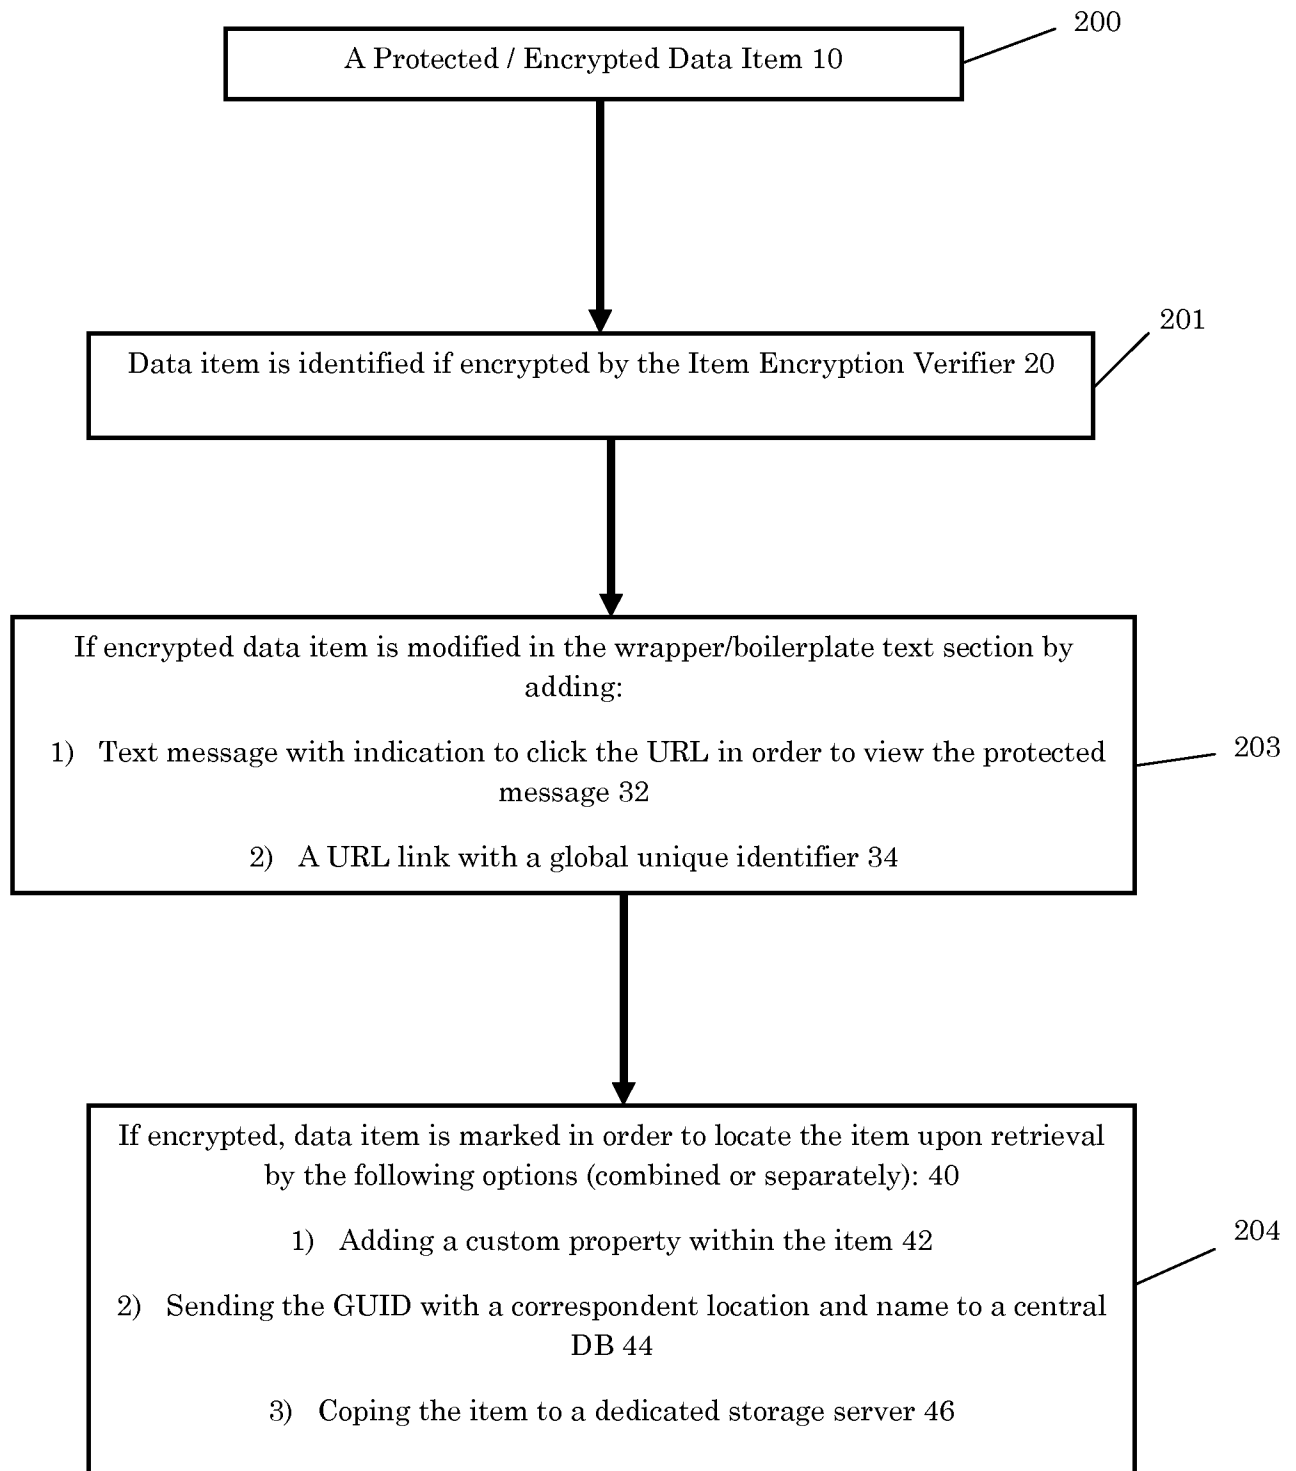 A Protected / Encrypted Data Item 10
200
Data item is identified if encrypted by the Item Encryption Verifier 20
201
If encrypted data item is modified in the wrapper/boilerplate text section by
adding:
1) Text message with indication to click the URL in order to view the protected
message 32
2) A URL link with a global unique identifier 34
203
If encrypted, data item is marked in order to locate the item upon retrieval
by the following options (combined or separately): 40
1) Adding a custom property within the item 42
2) Sending the GUID with a correspondent location and name to a central
DB 44
3) Coping the item to a dedicated storage server 46
204